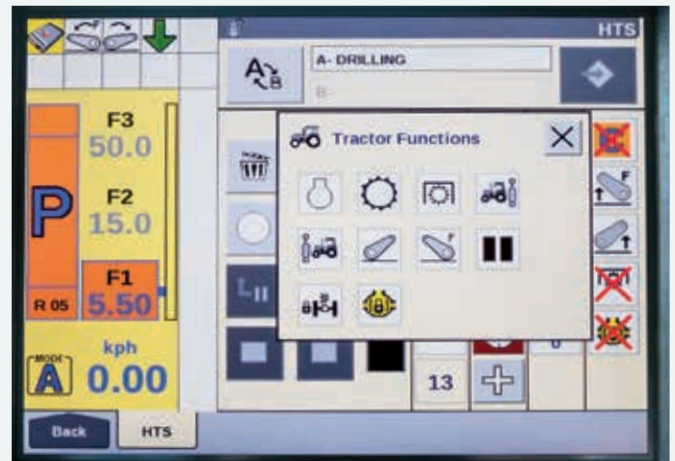 HTS
A- DRILLING
A B
B-
Tractor Functions
F3
50.0
F2
15.0
P
F1
5.50
R 05
MODE
A
kph
0.00
F
F
13
0
Back
HTS